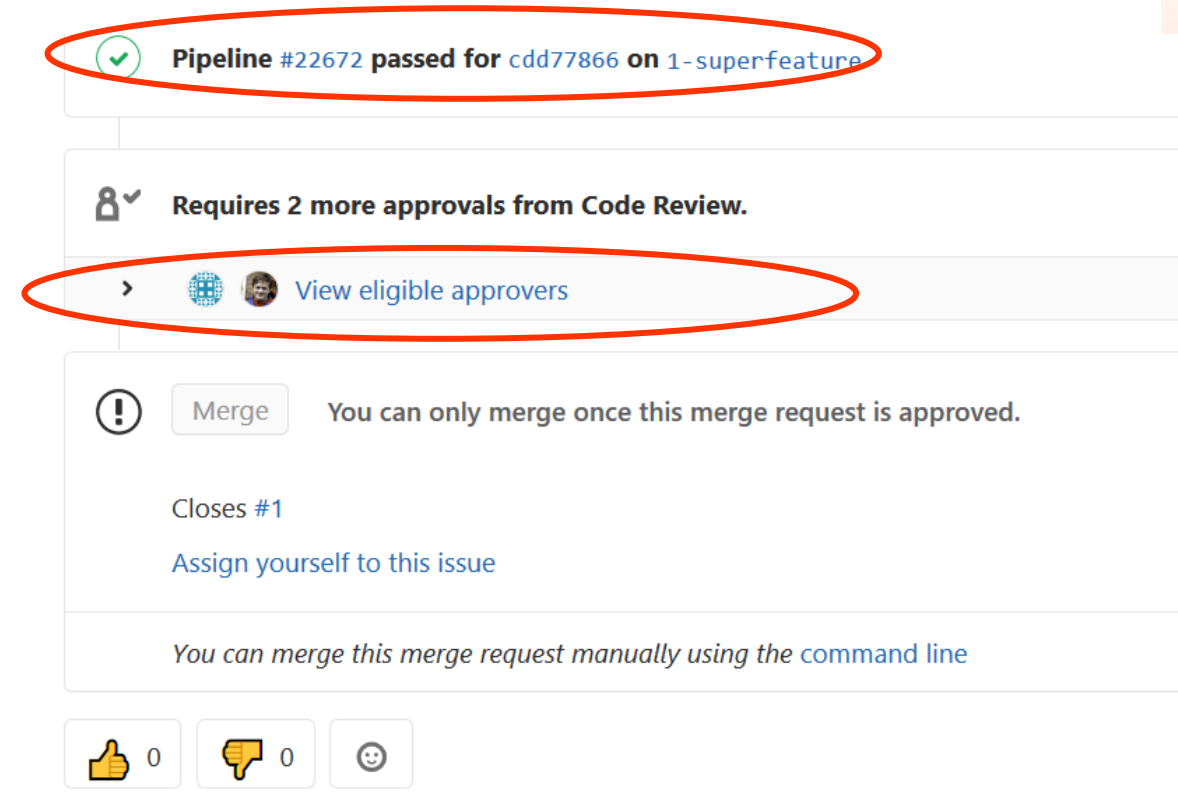 Pipeline #22672 passed for cdd77866 on 1-superfeature
Requires 2 more approvals from Code Review.
View eligible approvers
Merge You can only merge once this merge request is approved.
Closes #1
Assign yourself to this issue
You can merge this merge request manually using the command line
0 0